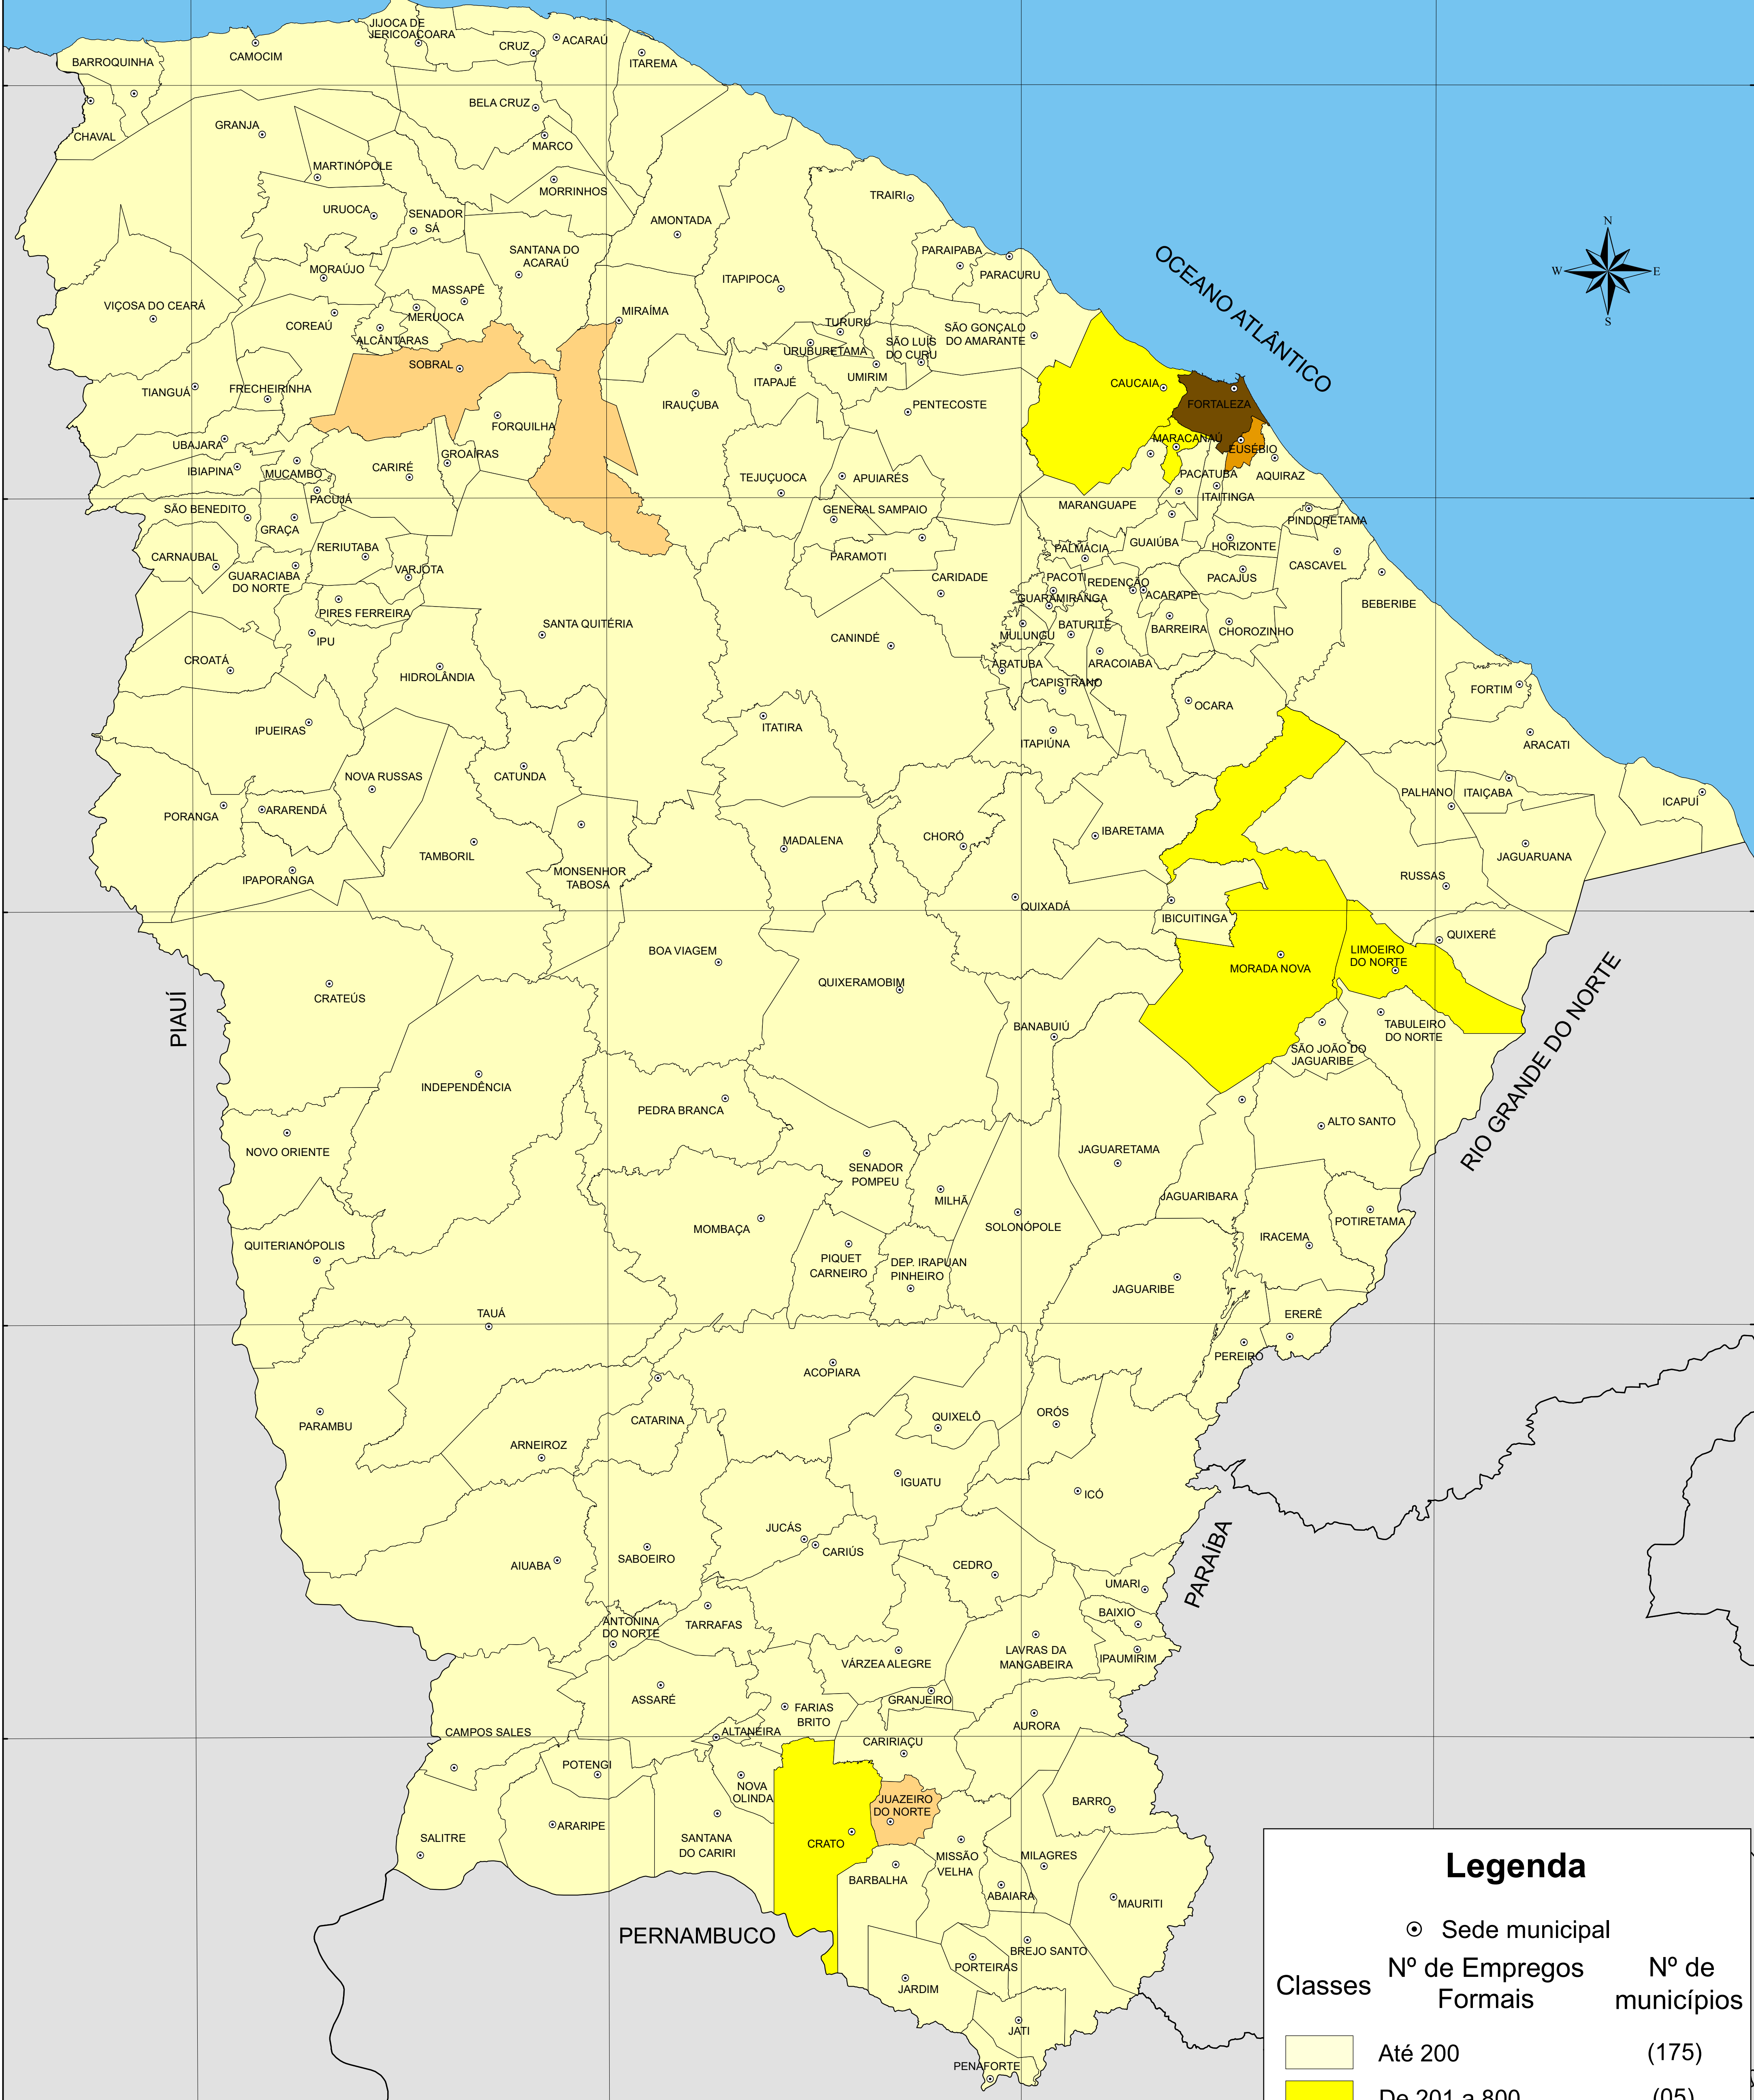 JIJOCA DE
JERICOACOARA
CRUZ
ACARAÚ
BARROQUINHA
CAMOCIM
ITAREMA
CHAVAL
GRANJA
BELA CRUZ
MARCO
MARTINÓPOLE
MORRINHOS
TRAIRI
URUOCA
SENADOR
SÁ
AMONTADA
N
W
E
S
OCEANO ATLÂNTICO
SANTANA DO
ACARAÚ
PARAIPABA
PARACURU
MORAÚJO
ITAPIPOCA
MASSAPÊ
VIÇOSA DO CEARÁ
MIRAÍMA
MERUOCA
COREAÚ
TURURU
SÃO GONÇALO
DO AMARANTE
ALCÂNTARAS
URUBURETAMA
SÃO LUÍS
DO CURU
SOBRAL
UMIRIM
ITAPAJÉ
CAUCAIA
TIANGUÁ
FRECHEIRINHA
IRAUÇUBA
PENTECOSTE
FORTALEZA
FORQUILHA
MARACANAÚ
UBAJARA
EUSÉBIO
GROAÍRAS
IBIAPINA
MUCAMBO
CARIRÉ
TEJUÇUOCA
APUIARÉS
PACATUBA
AQUIRAZ
PACUJÁ
ITAITINGA
MARANGUAPE
SÃO BENEDITO
GENERAL SAMPAIO
PINDORETAMA
GRAÇA
GUAIÚBA
HORIZONTE
RERIUTABA
PALMÁCIA
CARNAUBAL
PARAMOTI
CASCAVEL
VARJOTA
GUARACIABA
DO NORTE
CARIDADE
PACOTI
REDENÇÃO
PACAJUS
ACARAPE
GUARAMIRANGA
BEBERIBE
PIRES FERREIRA
SANTA QUITÉRIA
BATURITÉ
BARREIRA
CHOROZINHO
MULUNGU
IPU
CANINDÉ
CROATÁ
ARATUBA
ARACOIABA
HIDROLÂNDIA
CAPISTRANO
FORTIM
OCARA
IPUEIRAS
ITATIRA
ITAPIÚNA
ARACATI
NOVA RUSSAS
CATUNDA
PALHANO
ITAIÇABA
ICAPUÍ
PORANGA
ARARENDÁ
IBARETAMA
CHORÓ
MADALENA
TAMBORIL
JAGUARUANA
MONSENHOR
TABOSA
IPAPORANGA
RUSSAS
QUIXADÁ
IBICUITINGA
QUIXERÉ
BOA VIAGEM
LIMOEIRO
DO NORTE
MORADA NOVA
QUIXERAMOBIM
CRATEÚS
PIAUÍ
BANABUIÚ
TABULEIRO
DO NORTE
SÃO JOÃO DO
JAGUARIBE
RIO GRANDE DO NORTE
INDEPENDÊNCIA
PEDRA BRANCA
ALTO SANTO
NOVO ORIENTE
JAGUARETAMA
SENADOR
POMPEU
MILHÃ
JAGUARIBARA
MOMBAÇA
SOLONÓPOLE
POTIRETAMA
QUITERIANÓPOLIS
IRACEMA
PIQUET
CARNEIRO
DEP. IRAPUAN
PINHEIRO
JAGUARIBE
TAUÁ
ERERÊ
PEREIRO
ACOPIARA
PARAMBU
CATARINA
QUIXELÔ
ORÓS
ARNEIROZ
IGUATU
ICÓ
JUCÁS
CARIÚS
PARAÍBA
AIUABA
SABOEIRO
CEDRO
UMARI
BAIXIO
ANTONINA
DO NORTE
TARRAFAS
LAVRAS DA
MANGABEIRA
IPAUMIRIM
VÁRZEA ALEGRE
ASSARÉ
GRANJEIRO
FARIAS
BRITO
AURORA
CAMPOS SALES
ALTANEIRA
CARIRIAÇU
POTENGI
NOVA
OLINDA
JUAZEIRO
DO NORTE
BARRO
ARARIPE
SALITRE
SANTANA
DO CARIRI
CRATO
MISSÃO
VELHA
MILAGRES
BARBALHA
ABAIARA
MAURITI
PERNAMBUCO
BREJO SANTO
PORTEIRAS
JARDIM
JATI
PENAFORTE
Legenda
Sede municipal
Classes
Nº de Empregos
Formais
Nº de
municípios
Até 200
(175)
De 201 a 800
(05)